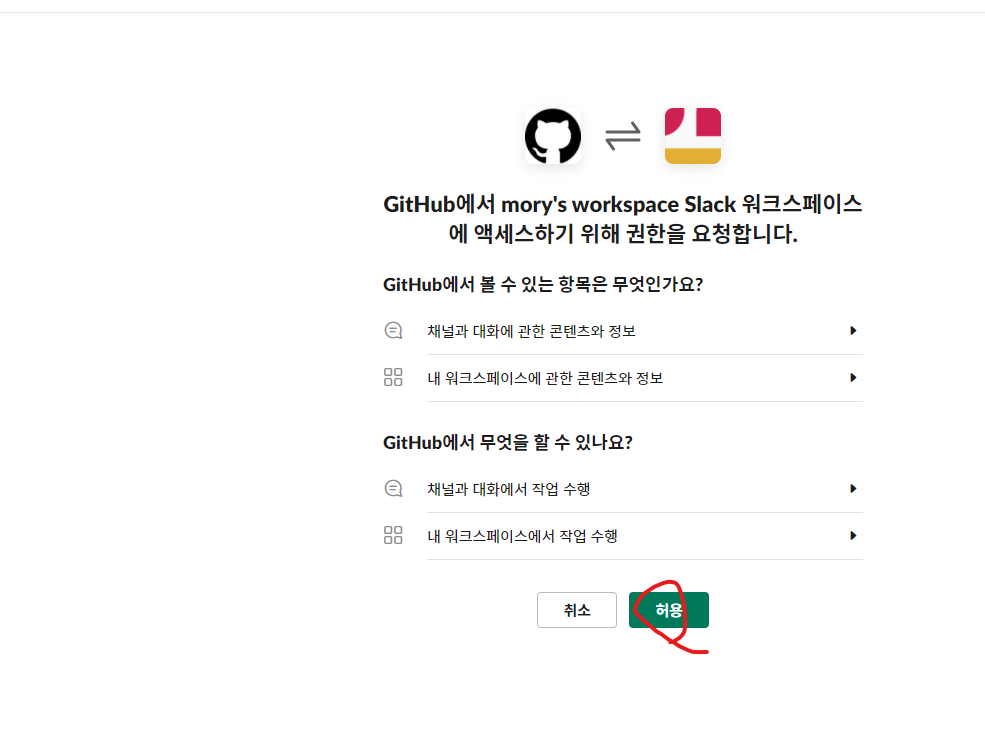 GitHub에서 mory's workspace Slack 워크스페이스
에 액세스하기 위해 권한을 요청합니다.
GitHub에서 볼 수 있는 항목은 무엇인가요?
채널과 대화에 관한 콘텐츠와 정보
내 워크스페이스에 관한 콘텐츠와 정보
GitHub에서 무엇을 할 수 있나요?
채널과 대화에서 작업 수행
내 워크스페이스에서 작업 수행
취소
허용